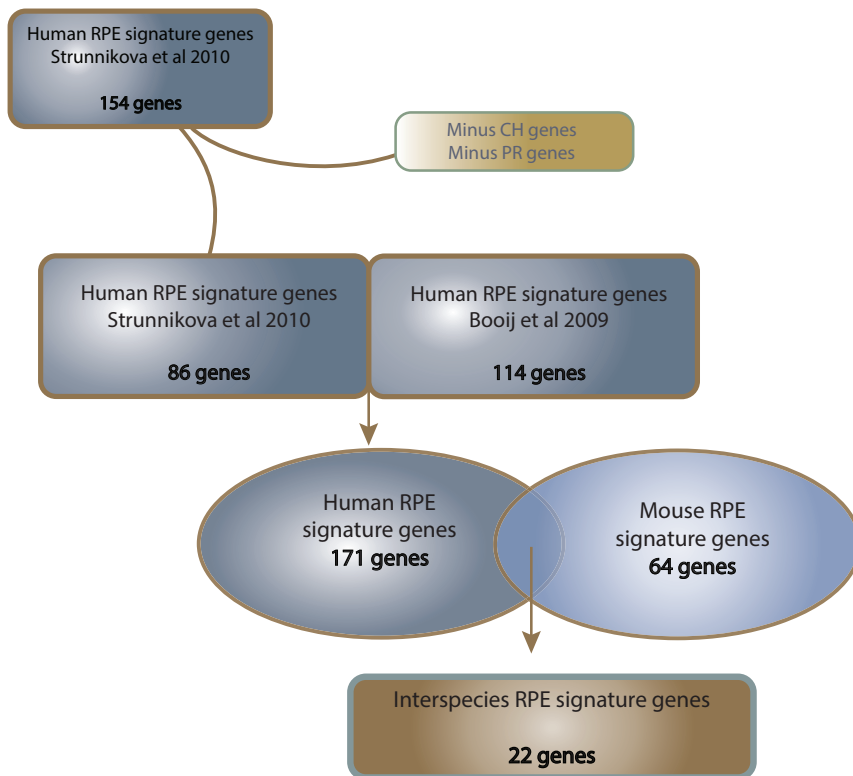 Human RPE signature genes
Strunnikova et al 2010
154 genes
Minus CH genes
Minus PR genes
Human RPE signature genes
Strunnikova et al 2010
86 genes
Human RPE signature genes
Booij et al 2009
114 genes
Human RPE
signature genes
171 genes
Mouse RPE
signature genes
64 genes
Interspecies RPE signature genes
22 genes